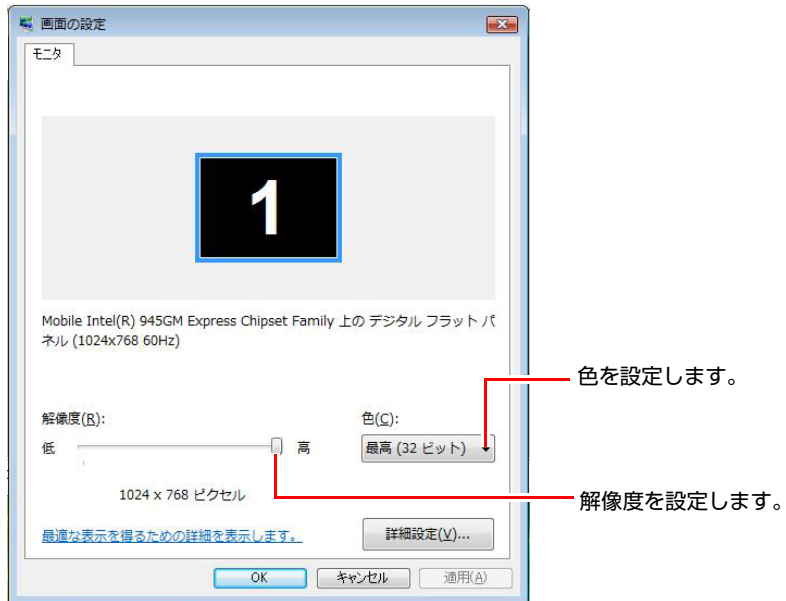 画面の設定
モニタ
1
Mobile Intel(R) 945GM Express Chipset Family 上の デジタル フラット パ
ネル (1024x768 60Hz)
色を設定します。
解像度(R):
色(C):
低
高
最高 (32 ビット)
1024 x 768 ピクセル
解像度を設定します。
最適な表示を得るための詳細を表示します。
詳細設定(V)...
OK
キャンセル
適用(A)